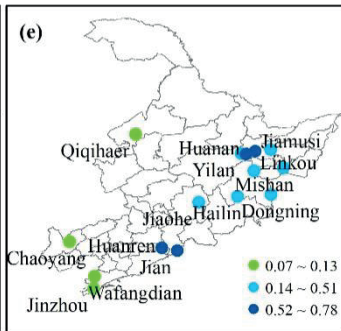 (e)
Qiqihaer
Huanan Jiamusi
Yilan Linkou
Mishan
Jiaohe Hailin Dongning
Huanren
Chaoyang
Jian
Wafangdian
Jinzhou
0.07 ~ 0.13
0.14 ~ 0.51
0.52 ~ 0.78